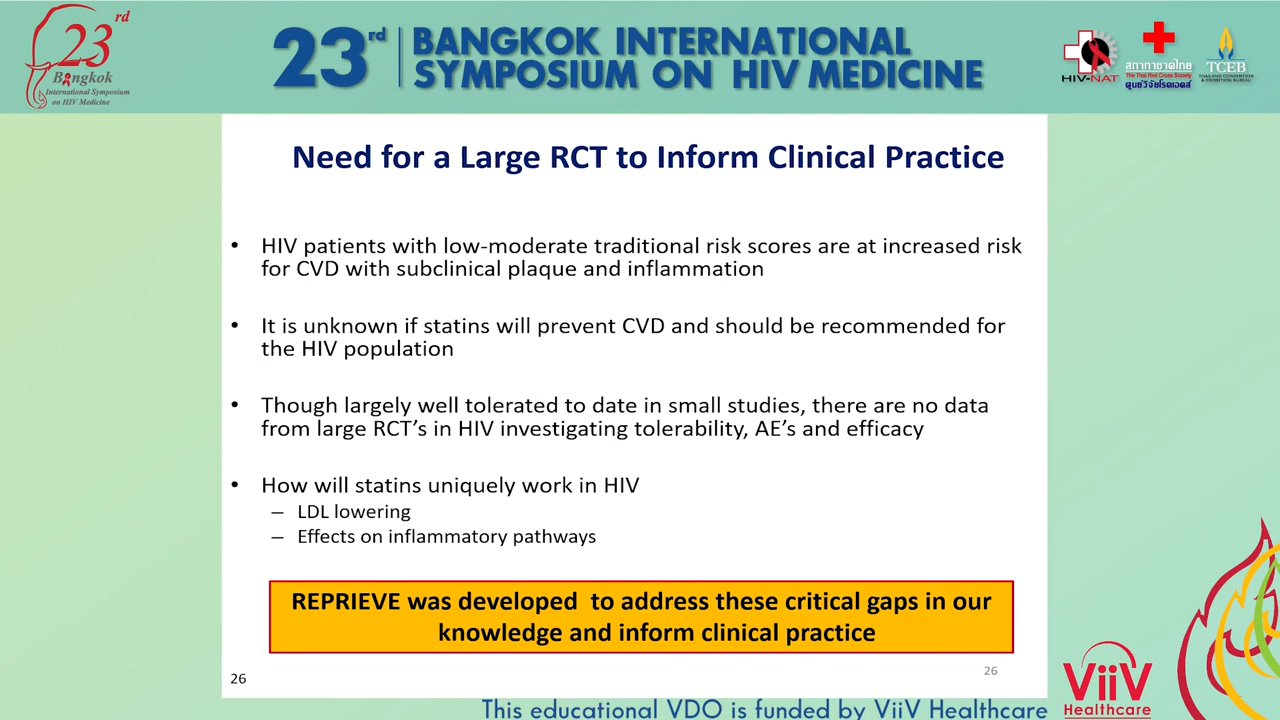 23rd
Bangkok
International Symposium
on HIV Medicine
23rd
BANGKOK INTERNATIONAL
SYMPOSIUM ON HIV MEDICINE
HIV-NAT
สภากาชาดไทย
The Thai Red Cross Society
ศูนย์วิจัยโรคเอดส์
TCEB
THAILAND CONVENTION
& EXHIBITION BUREAU
Need for a Large RCT to Inform Clinical Practice
• HIV patients with low-moderate traditional risk scores are at increased risk
for CVD with subclinical plaque and inflammation
• It is unknown if statins will prevent CVD and should be recommended for
the HIV population
• Though largely well tolerated to date in small studies, there are no data
from large RCT’s in HIV investigating tolerability, AE’s and efficacy
• How will statins uniquely work in HIV
– LDL lowering
– Effects on inflammatory pathways
REPRIEVE was developed to address these critical gaps in our
knowledge and inform clinical practice
26
26
ViiV
Healthcare
This educational VDO is funded by ViiV Healthcare